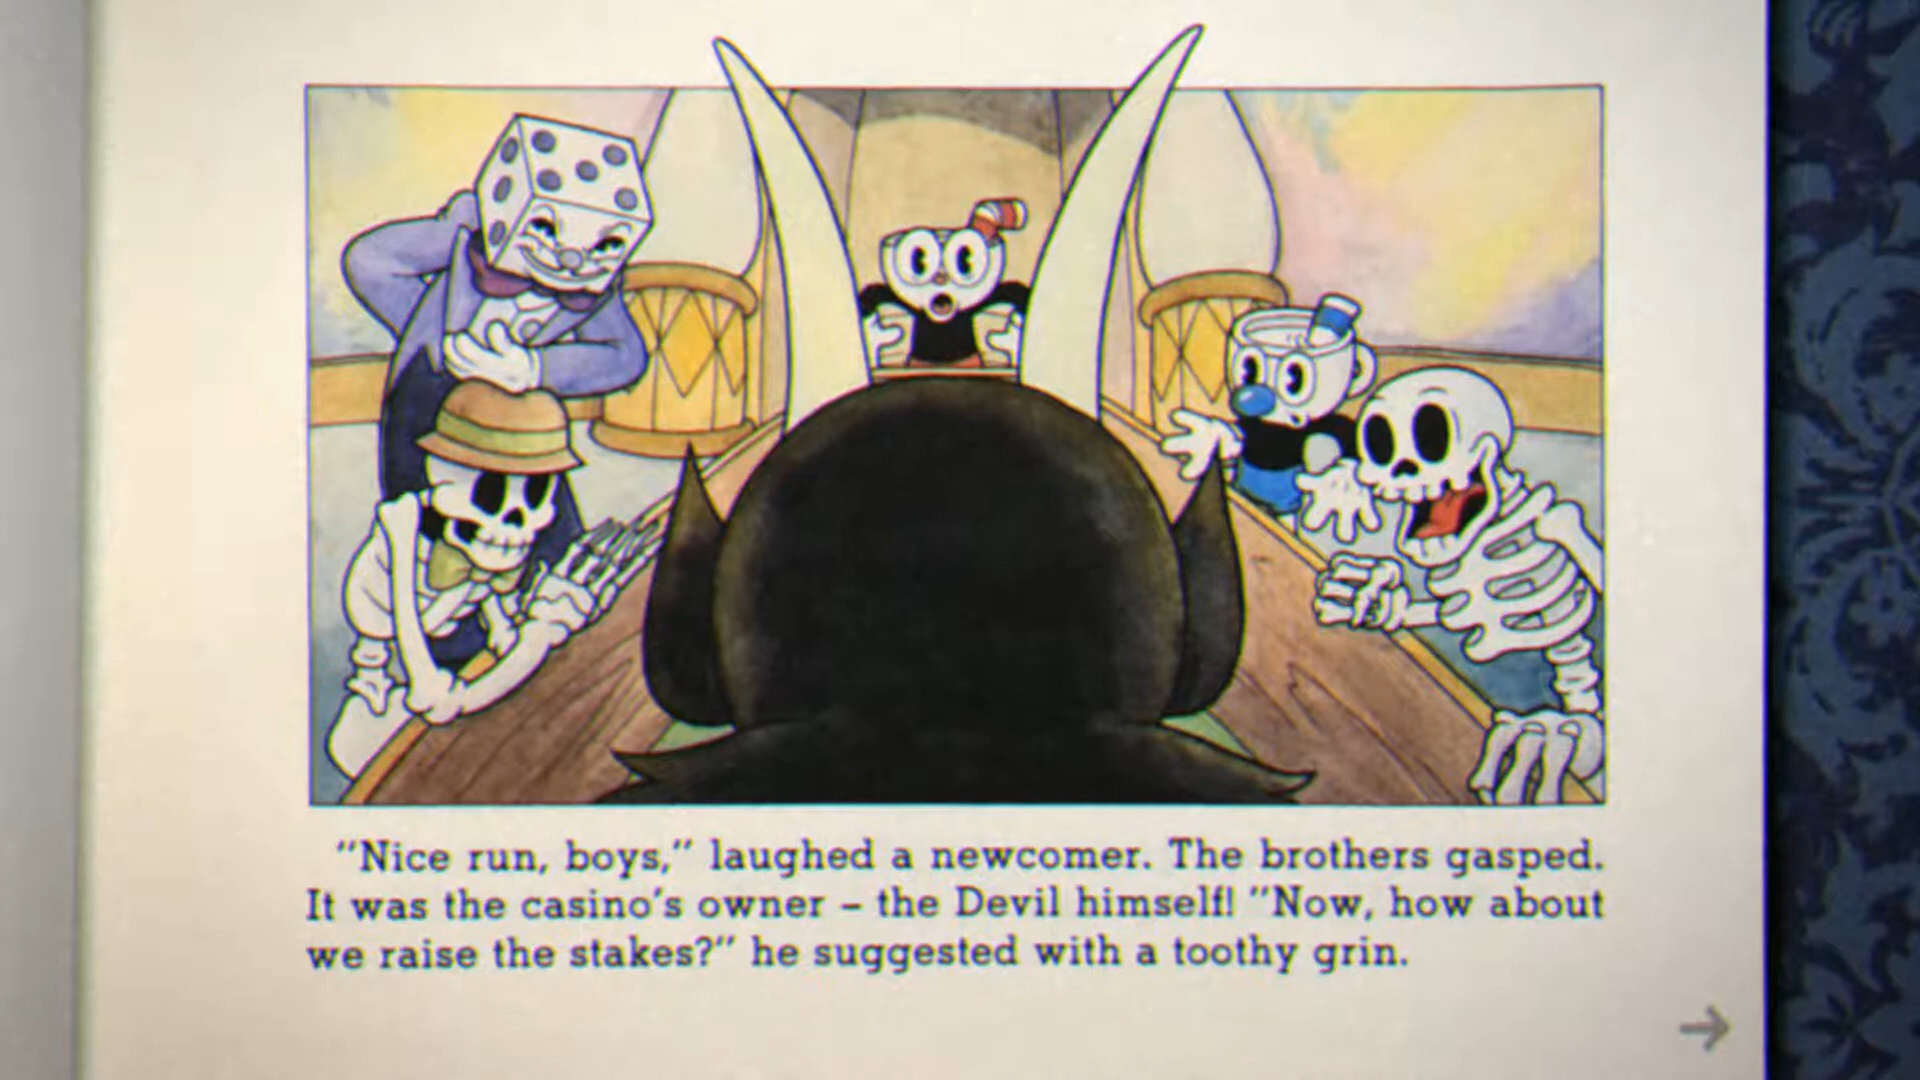 "Nice run, boys," laughed a newcomer. The brothers gasped.
It was the casino's owner – the Devil himself! "Now, how about
we raise the stakes?" he suggested with a toothy grin.